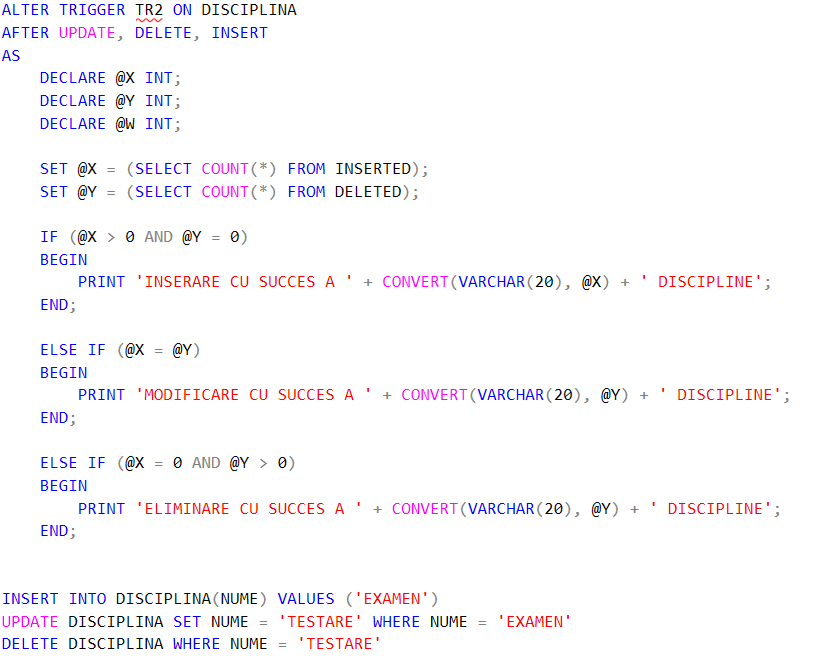 ALTER TRIGGER TR2 ON DISCIPLINA
AFTER UPDATE, DELETE, INSERT
AS
DECLARE @X INT;
DECLARE @Y INT;
DECLARE @W INT;
SET @X = (SELECT COUNT(*) FROM INSERTED);
SET @Y = (SELECT COUNT(*) FROM DELETED);
IF (@X > 0 AND @Y = 0)
BEGIN
PRINT 'INSERARE CU SUCCES A ' + CONVERT(VARCHAR(20), @X) + ' DISCIPLINE';
END;
ELSE IF (@X = @Y)
BEGIN
PRINT 'MODIFICARE CU SUCCES A ' + CONVERT(VARCHAR(20), @Y) + ' DISCIPLINE';
END;
ELSE IF (@X = 0 AND @Y > 0)
BEGIN
PRINT 'ELIMINARE CU SUCCES A ' + CONVERT(VARCHAR(20), @Y) + ' DISCIPLINE';
END;
INSERT INTO DISCIPLINA(NUME) VALUES ('EXAMEN')
UPDATE DISCIPLINA SET NUME = 'TESTARE' WHERE NUME = 'EXAMEN'
DELETE DISCIPLINA WHERE NUME = 'TESTARE'